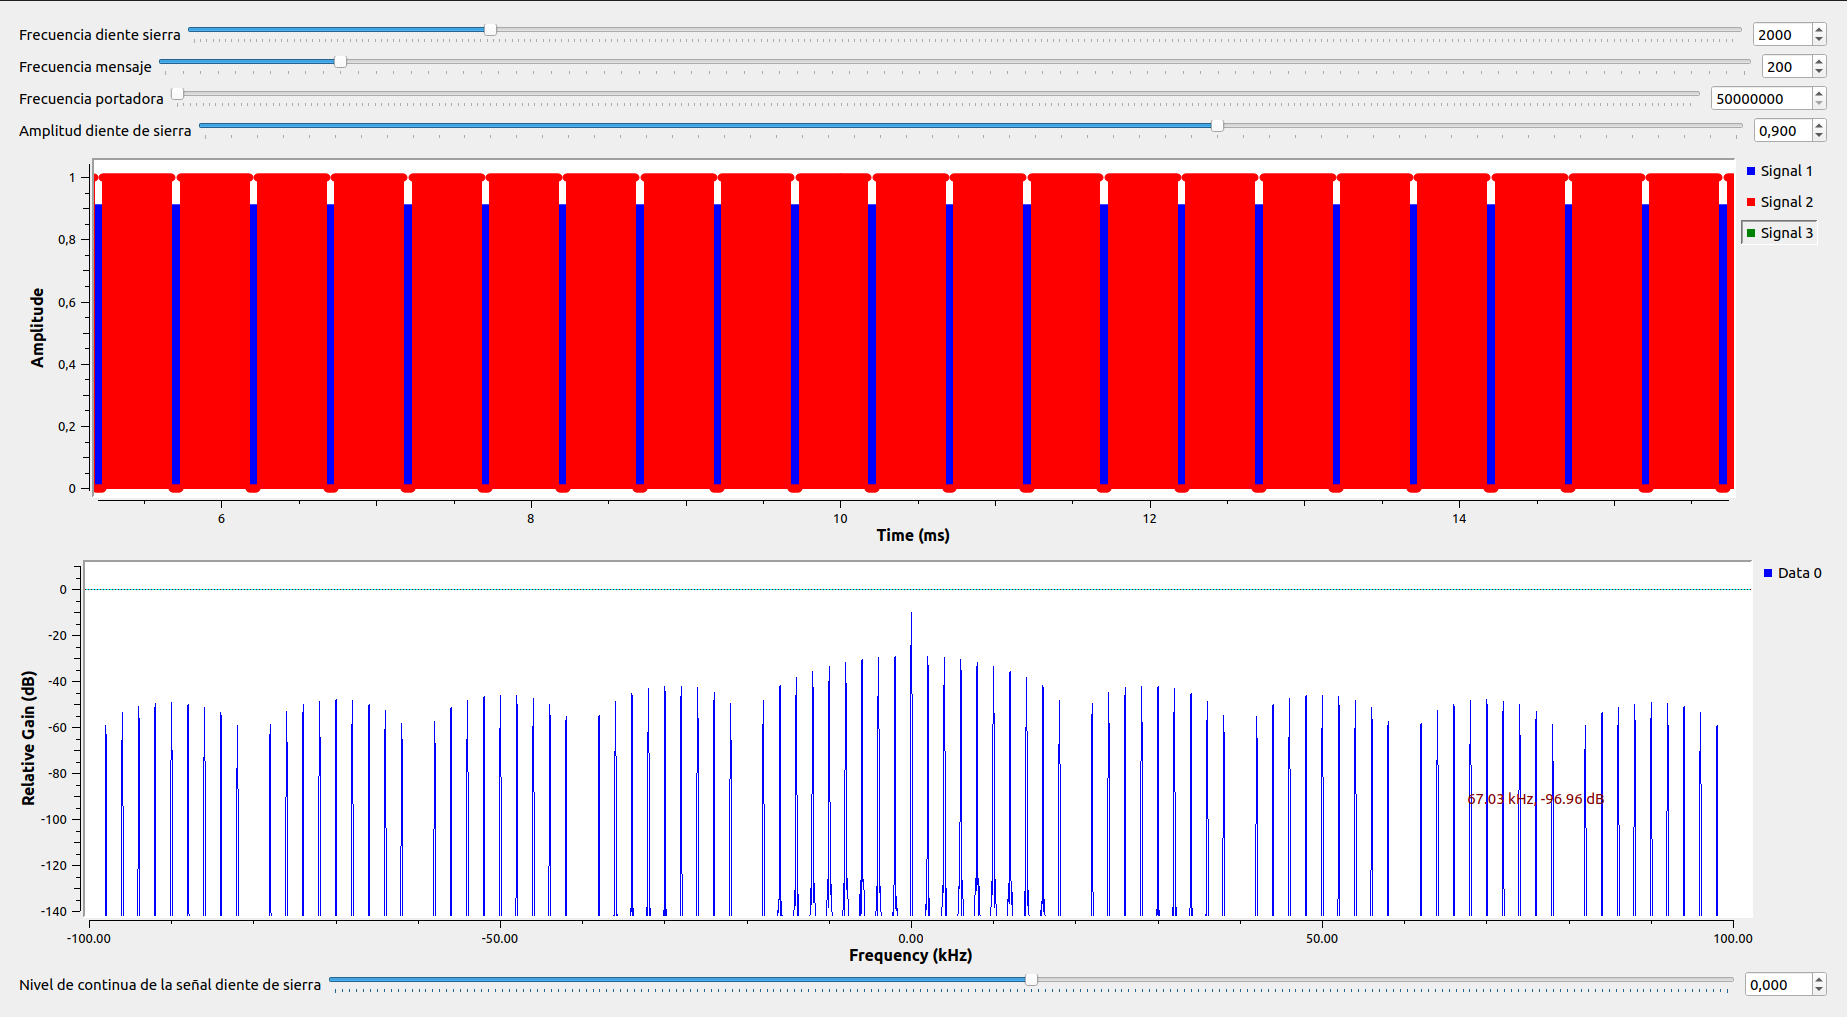 Frecuencia diente sierra 2000
Frecuencia mensaje 200
Frecuencia portadora 50000000
Amplitud diente de sierra 0,900
Signal 1
Signal 2
Signal 3
Amplitude
1
0,8
0,6
0,4
0,2
0
6 8 10 12 14
Time (ms)
Data 0
Relative Gain (dB)
0
-20
-40
-60
-80
-100
-120
-140
67.03 kHz, -96.96 dB
-100.00 -50.00 0.00 50.00 100.00
Frequency (kHz)
Nivel de continua de la señal diente de sierra 0,000